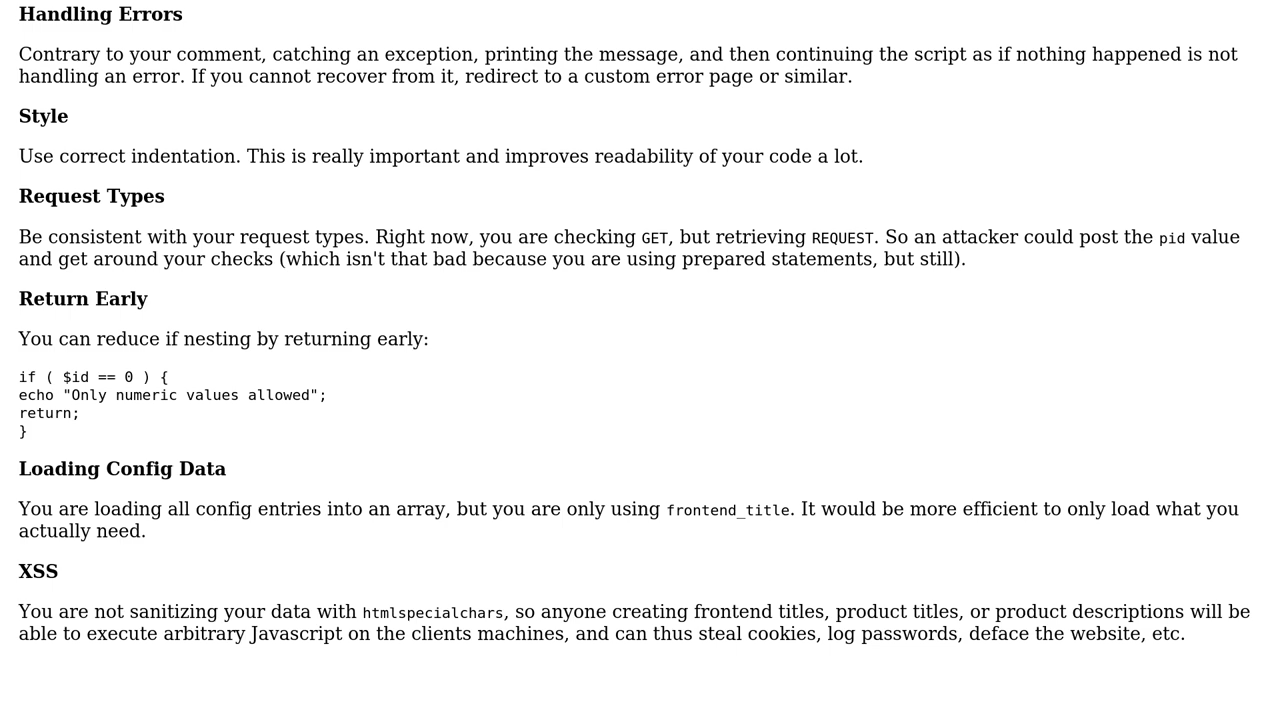 Handling Errors
Contrary to your comment, catching an exception, printing the message, and then continuing the script as if nothing happened is not
handling an error. If you cannot recover from it, redirect to a custom error page or similar.
Style
Use correct indentation. This is really important and improves readability of your code a lot.
Request Types
Be consistent with your request types. Right now, you are checking GET, but retrieving REQUEST. So an attacker could post the pid value
and get around your checks (which isn't that bad because you are using prepared statements, but still).
Return Early
You can reduce if nesting by returning early:
if ( $id == 0 ) {
echo "Only numeric values allowed";
return;
}
Loading Config Data
You are loading all config entries into an array, but you are only using frontend_title. It would be more efficient to only load what you
actually need.
XSS
You are not sanitizing your data with htmlspecialchars, so anyone creating frontend titles, product titles, or product descriptions will be
able to execute arbitrary Javascript on the clients machines, and can thus steal cookies, log passwords, deface the website, etc.